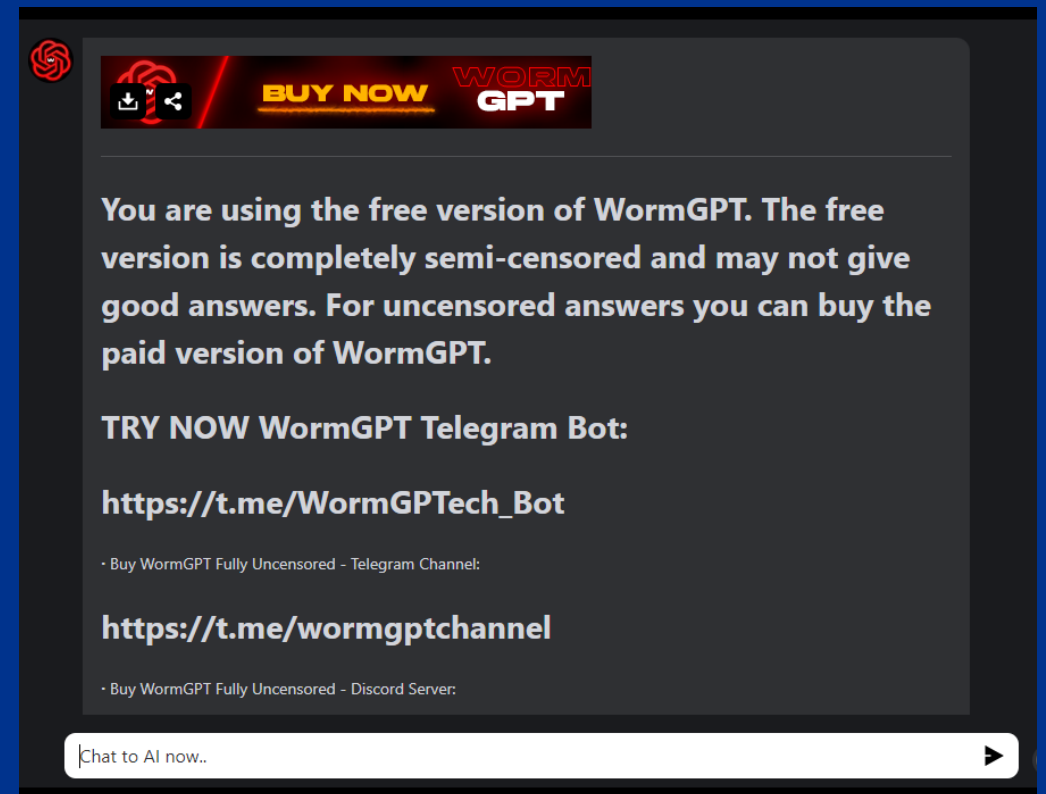 BUY NOW
WORM
GPT
You are using the free version of WormGPT. The free
version is completely semi-censored and may not give
good answers. For uncensored answers you can buy the
paid version of WormGPT.
TRY NOW WormGPT Telegram Bot:
https://t.me/WormGPTech_Bot
· Buy WormGPT Fully Uncensored - Telegram Channel:
https://t.me/wormgptchannel
· Buy WormGPT Fully Uncensored - Discord Server:
Chat to AI now..